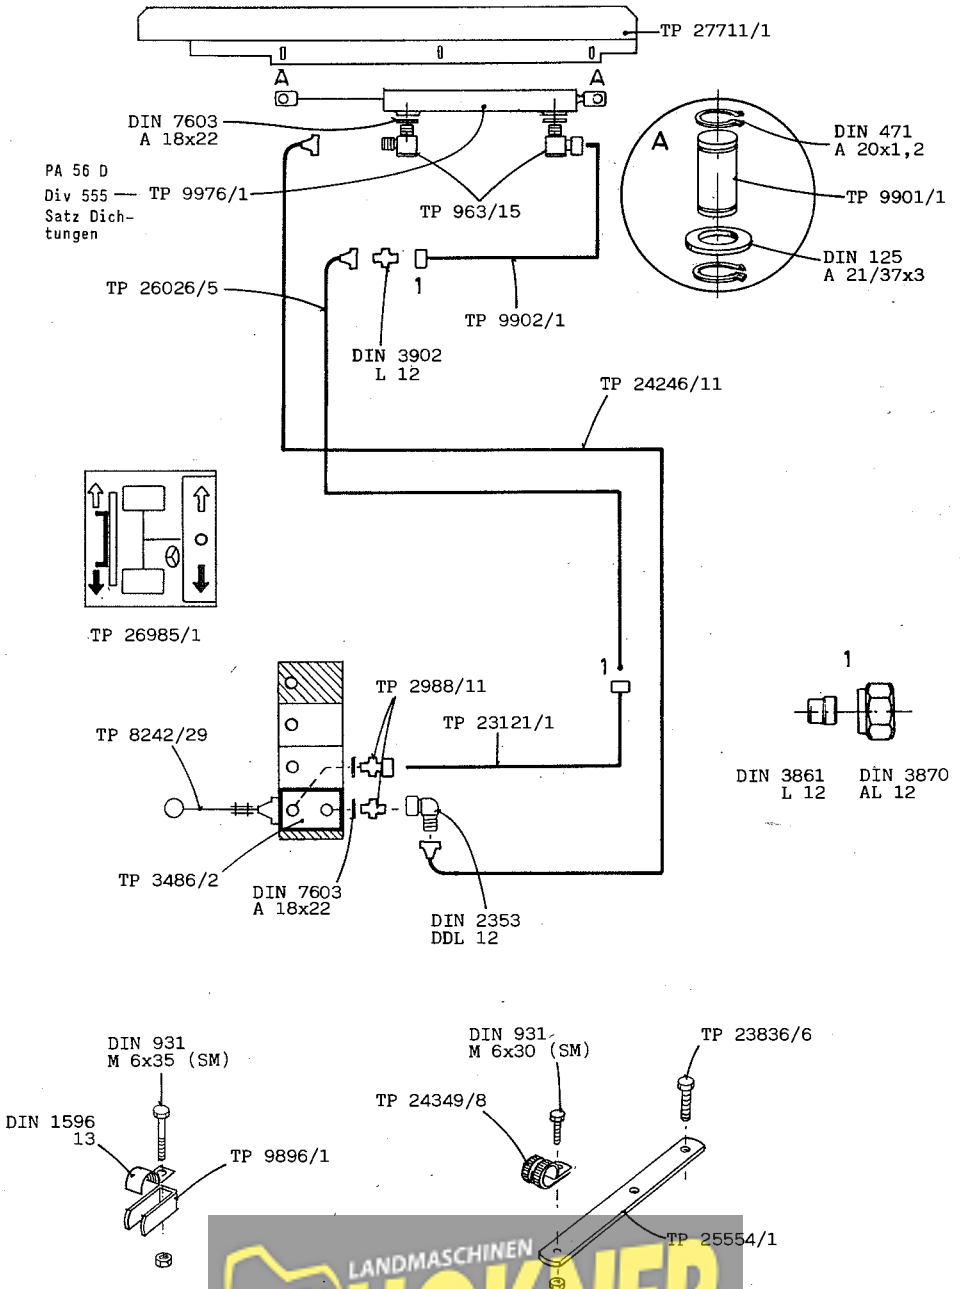 TP 27711/1
A
A
DIN 7603
A 18x22
PA 56 D
Div 555
TP 9976/1
Satz Dich-
tungen
TP 963/15
A
DIN 471
A 20x1,2
TP 9901/1
DIN 125
A 21/37x3
TP 26026/5
1
TP 9902/1
DIN 3902
L 12
TP 24246/11
TP 26985/1
1
1
TP 2988/11
TP 23121/1
TP 8242/29
DIN 3861
L 12
DIN 3870
AL 12
TP 3486/2
DIN 7603
A 18x22
DIN 2353
DDL 12
DIN 931
M 6x35 (SM)
DIN 931
M 6x30 (SM)
TP 23836/6
TP 24349/8
DIN 1596
13
TP 9896/1
TP 25554/1
LANDMASCHINEN